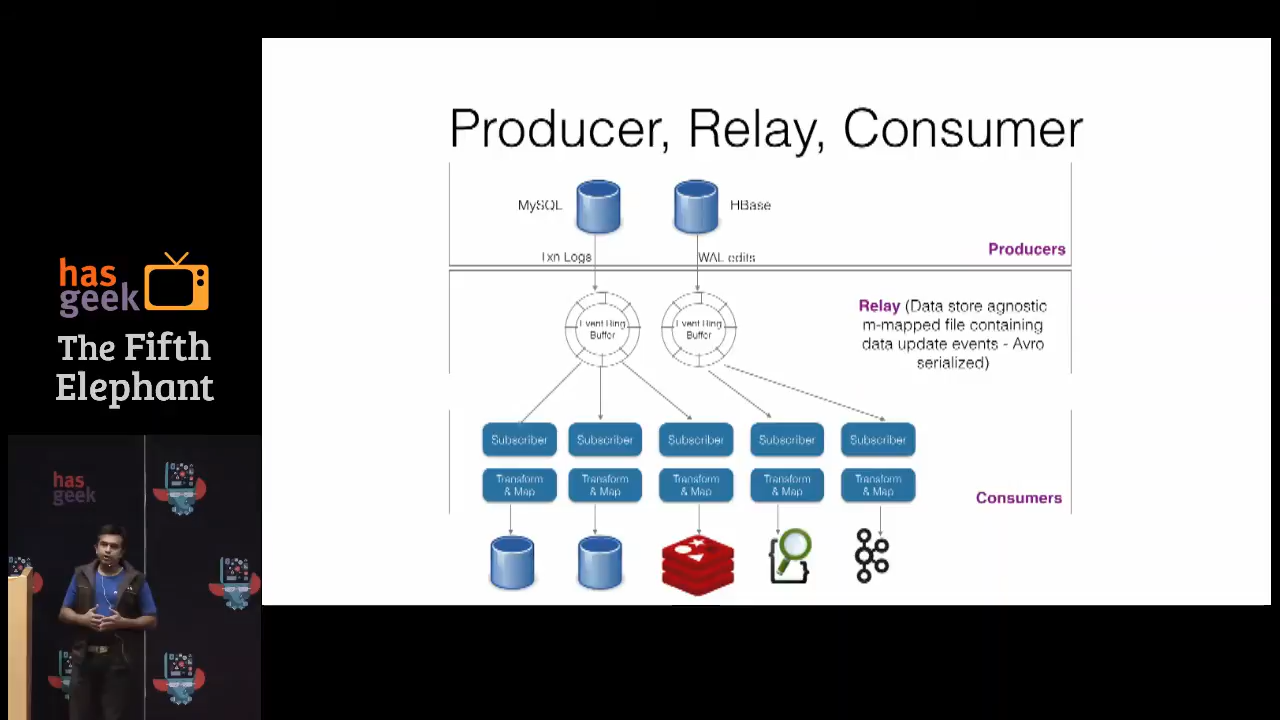 Producer, Relay, Consumer
MySQL
HBase
Txn Logs
WAL edits
Producers
Event Ring
Buffer
Event Ring
Buffer
Relay (Data store agnostic
m-mapped file containing
data update events - Avro
serialized)
Subscriber
Subscriber
Subscriber
Subscriber
Subscriber
Transform
& Map
Transform
& Map
Transform
& Map
Transform
& Map
Transform
& Map
Consumers
has
geek
The Fifth
Elephant
has
geek